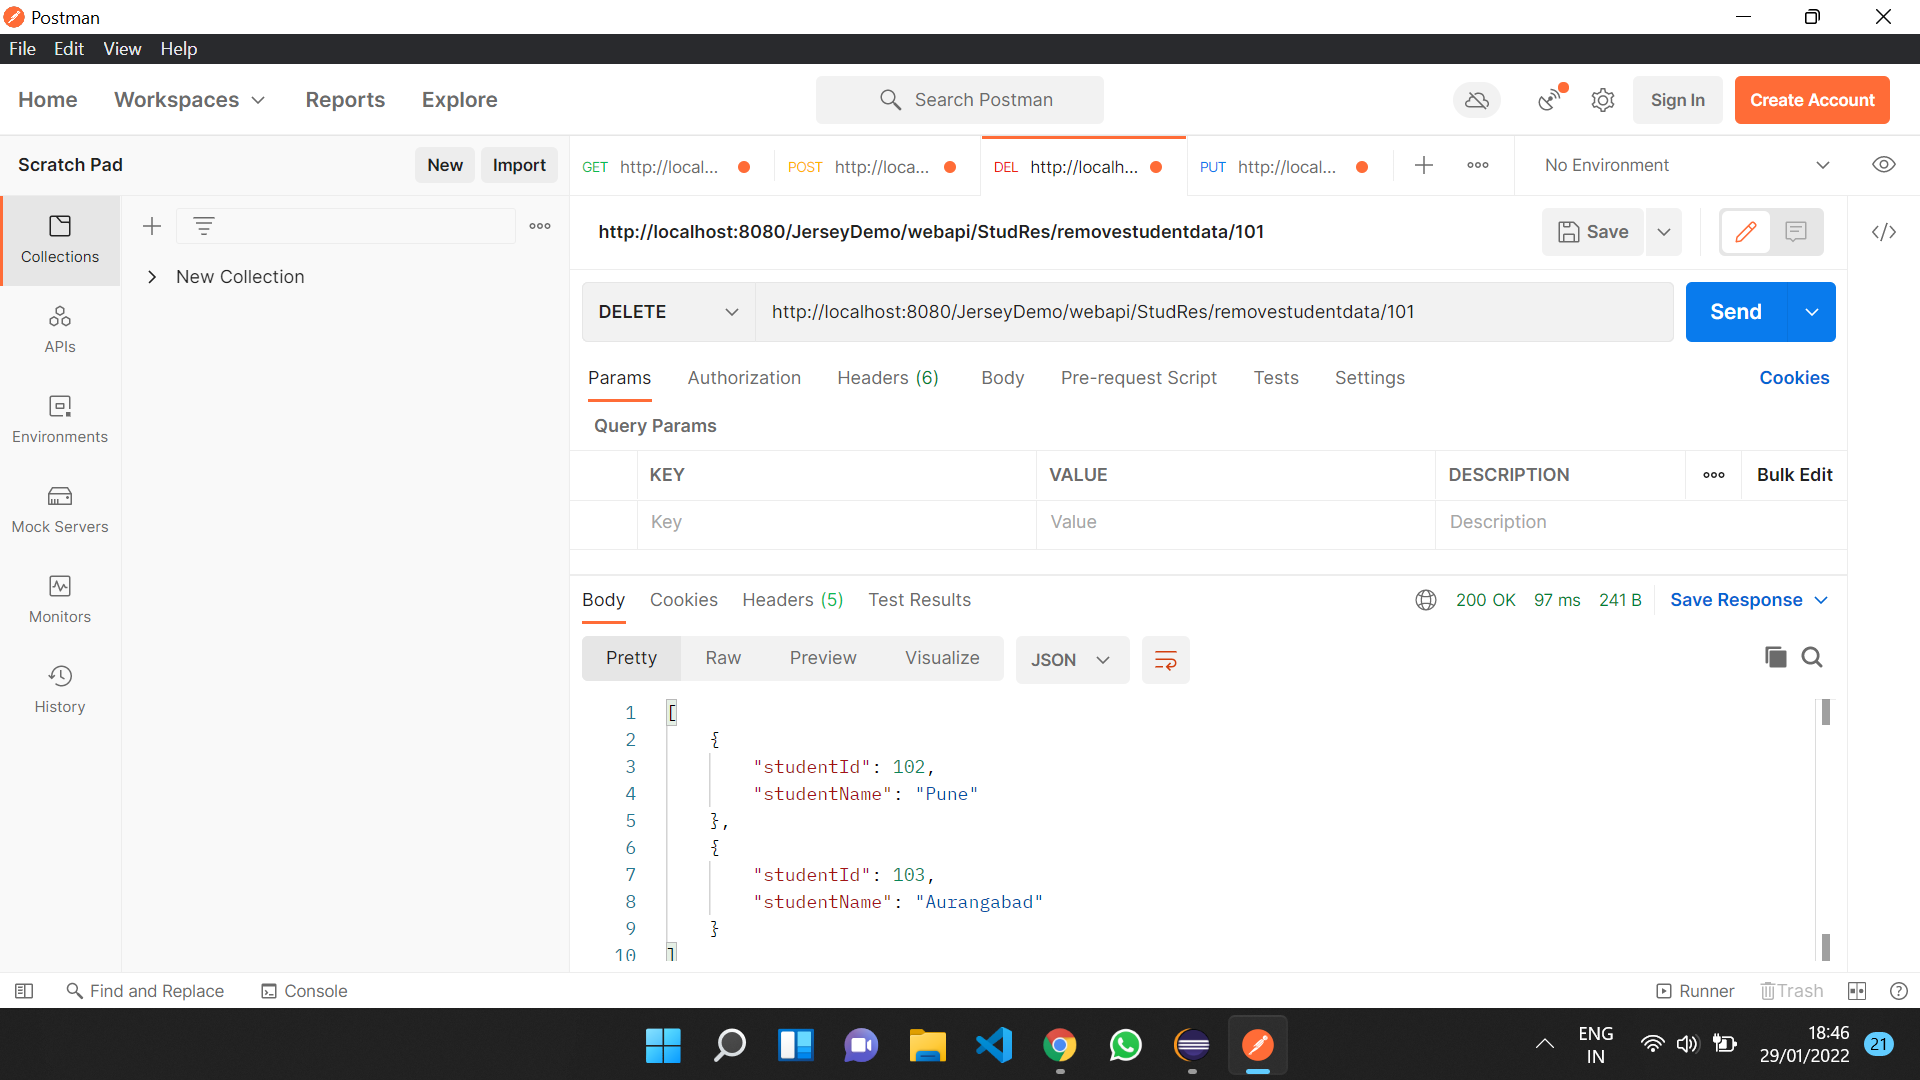 Postman
File Edit View Help
Home Workspaces Reports Explore Search Postman Sign In Create Account
Scratch Pad New Import GET http://local... POST http://loca... DEL http://localh... PUT http://local... No Environment
http://localhost:8080/JerseyDemo/webapi/StudRes/removestudentdata/101 Save
Collections
New Collection
DELETE http://localhost:8080/JerseyDemo/webapi/StudRes/removestudentdata/101 Send
APIs
Params Authorization Headers (6) Body Pre-request Script Tests Settings Cookies
Query Params
Environments
KEY VALUE DESCRIPTION Bulk Edit
Key Value Description
Mock Servers
Monitors
Body Cookies Headers (5) Test Results 200 OK 97 ms 241 B Save Response
Pretty Raw Preview Visualize JSON
History
1 [
2 {
3 "studentId": 102,
4 "studentName": "Pune"
5 },
6 {
7 "studentId": 103,
8 "studentName": "Aurangabad"
9 }
10 ]
Find and Replace Console Runner Trash
ENG
IN
18:46
29/01/2022
21